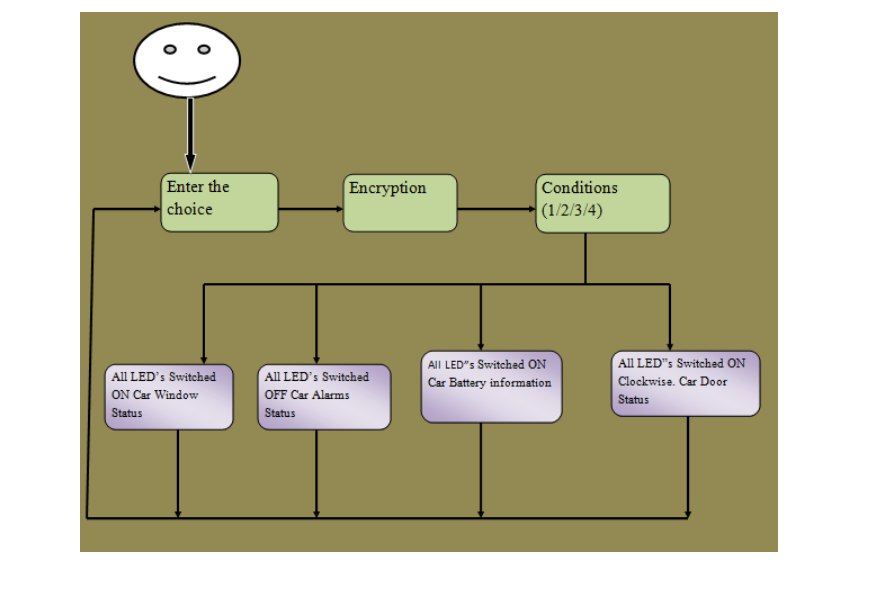 Enter the
choice
Encryption
Conditions
(1/2/3/4)
All LED’s Switched
ON Car Window
Status
All LED’s Switched
OFF Car Alarms
Status
All LED”s Switched ON
Car Battery information
All LED”s Switched ON
Clockwise. Car Door
Status